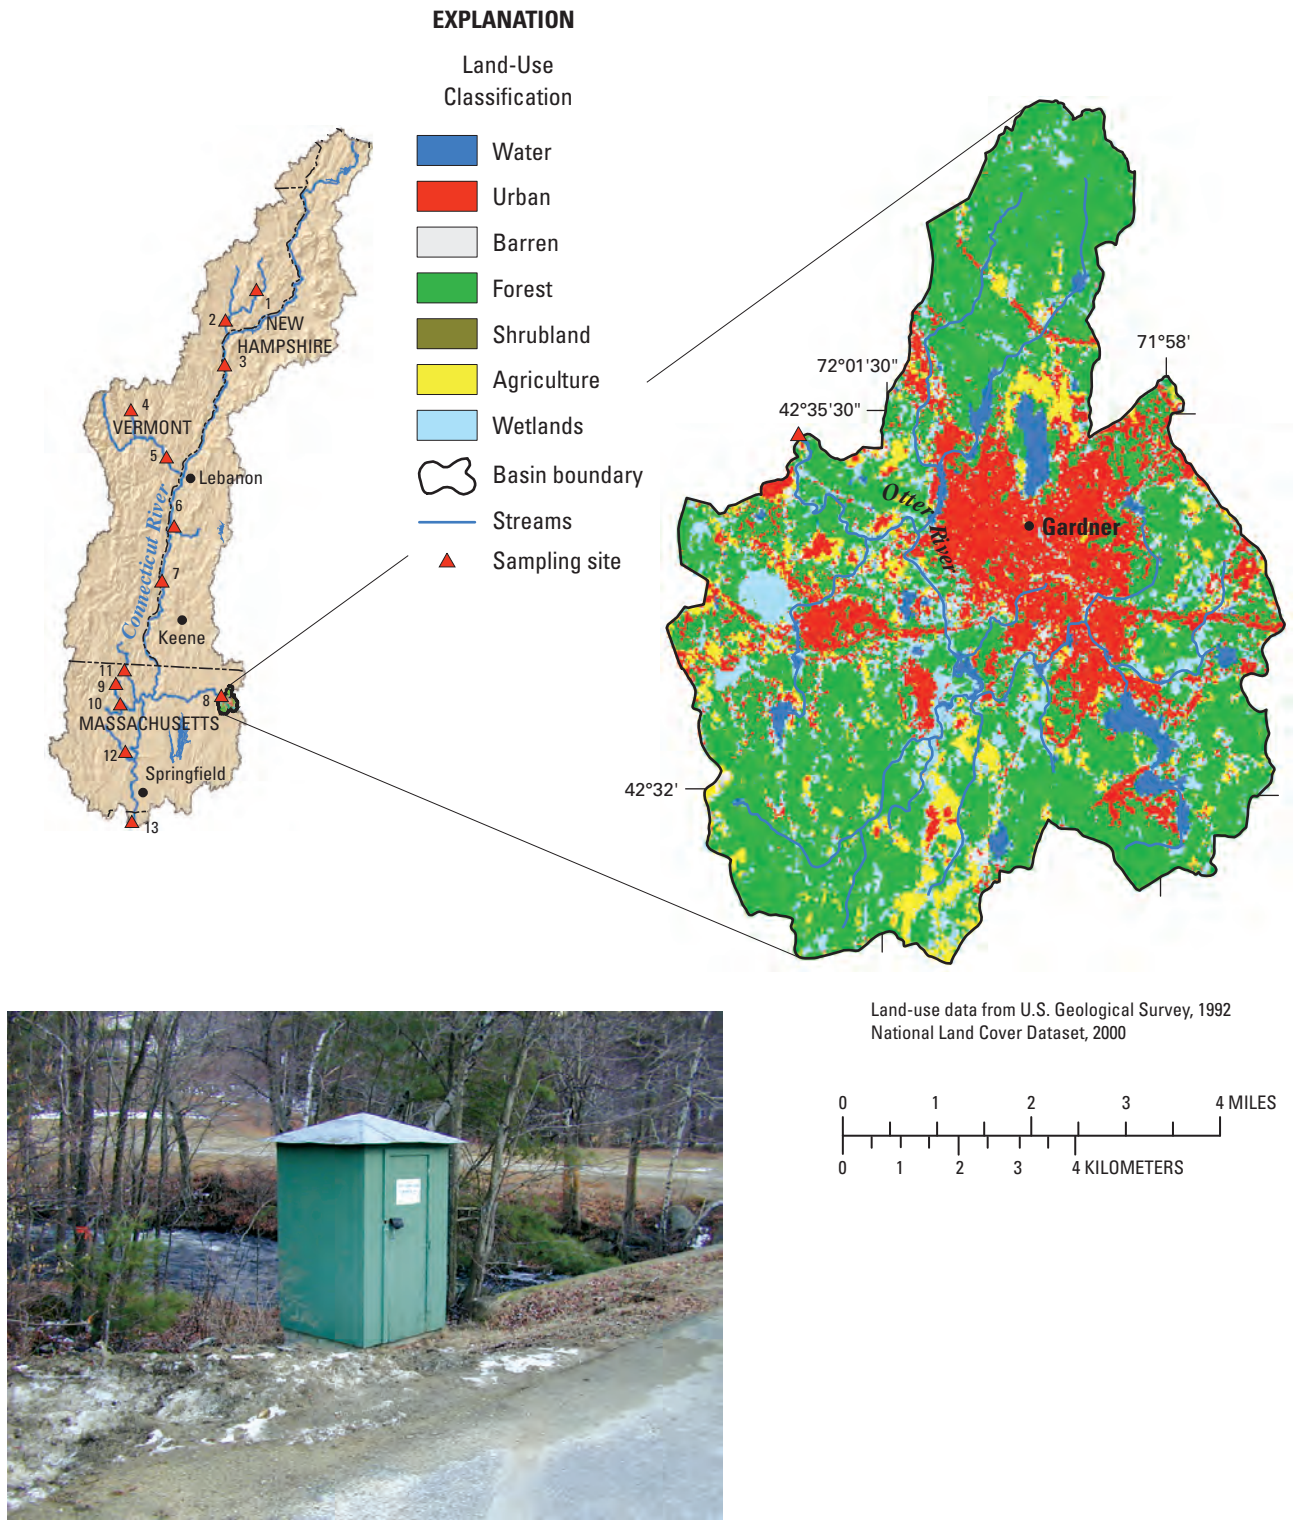 EXPLANATION
Land-Use
Classification
Water
Urban
Barren
Forest
Shrubland
Agriculture
Wetlands
Basin boundary
Streams
Sampling site
1
2
NEW
HAMPSHIRE
3
4
VERMONT
5
Lebanon
6
Connecticut River
7
Keene
11
9
10
8
MASSACHUSETTS
12
Springfield
13
71°58'
72°01'30"
42°35'30"
Otter River
Gardner
42°32'
Land-use data from U.S. Geological Survey, 1992
National Land Cover Dataset, 2000
0 1 2 3 4 MILES
0 1 2 3 4 KILOMETERS